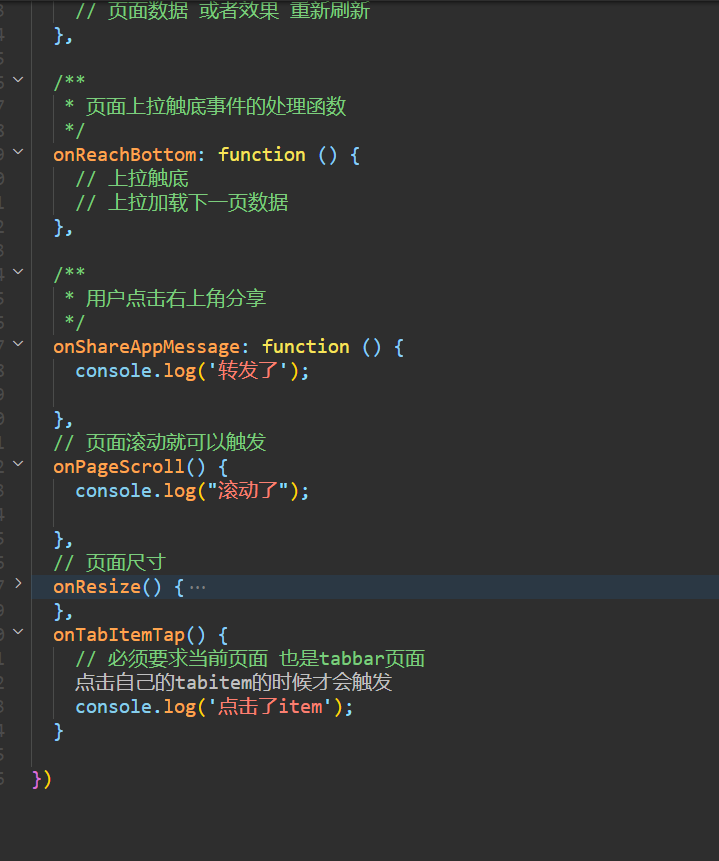 // 页面数据 或者效果 重新刷新
},
/**
* 页面上拉触底事件的处理函数
*/
onReachBottom: function () {
// 上拉触底
// 上拉加载下一页数据
},
/**
* 用户点击右上角分享
*/
onShareAppMessage: function () {
console.log('转发了');
},
// 页面滚动就可以触发
onPageScroll() {
console.log("滚动了");
},
// 页面尺寸
onResize() {···
},
onTabItemTap() {
// 必须要求当前页面 也是tabbar页面
点击自己的tabitem的时候才会触发
console.log('点击了item');
}
})